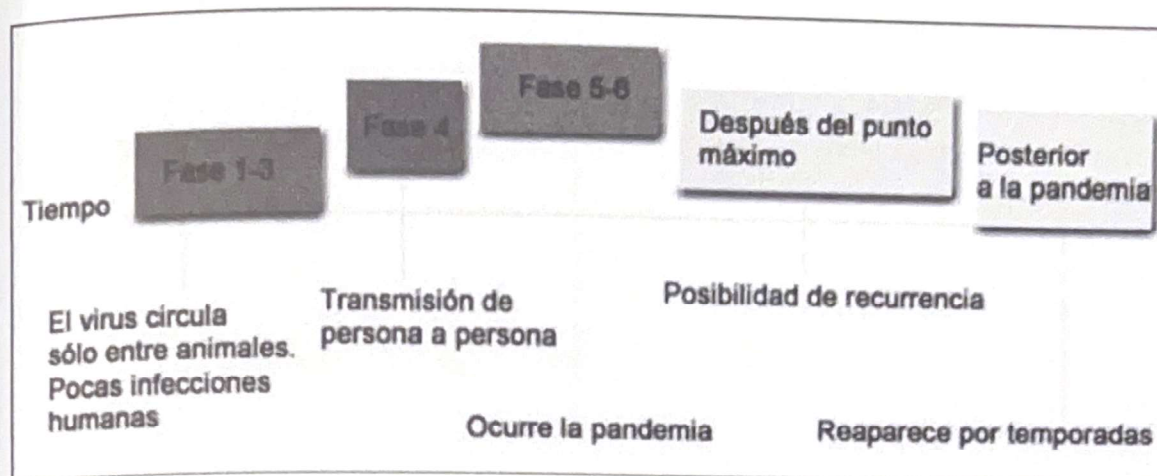 Fase 1-3
Fase 4
Fase 5-6
Después del punto
máximo
Posterior
a la pandemia
Tiempo
El virus circula
sólo entre animales.
Pocas infecciones
humanas
Transmisión de
persona a persona
Ocurre la pandemia
Posibilidad de recurrencia
Reaparece por temporadas